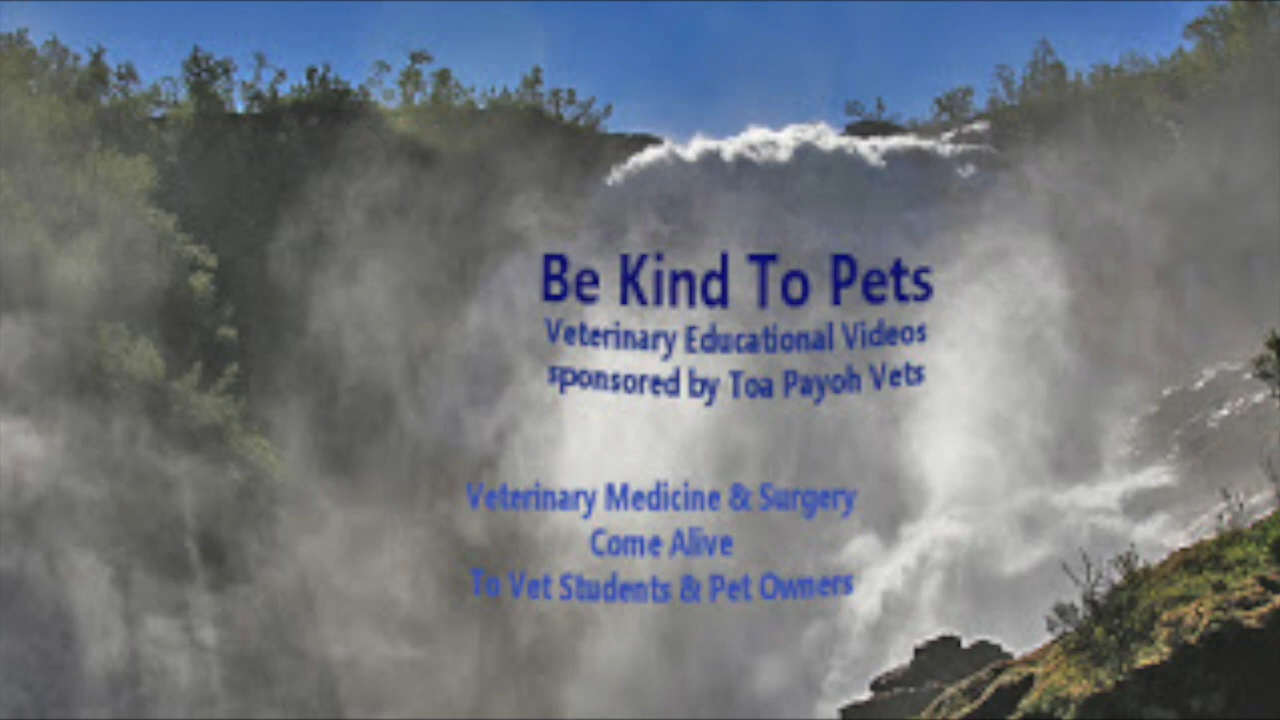 Be Kind To Pets
Veterinary Educational Videos
sponsored by Toa Payoh Vets
Veterinary Medicine & Surgery
Come Alive
To Vet Students & Pet Owners